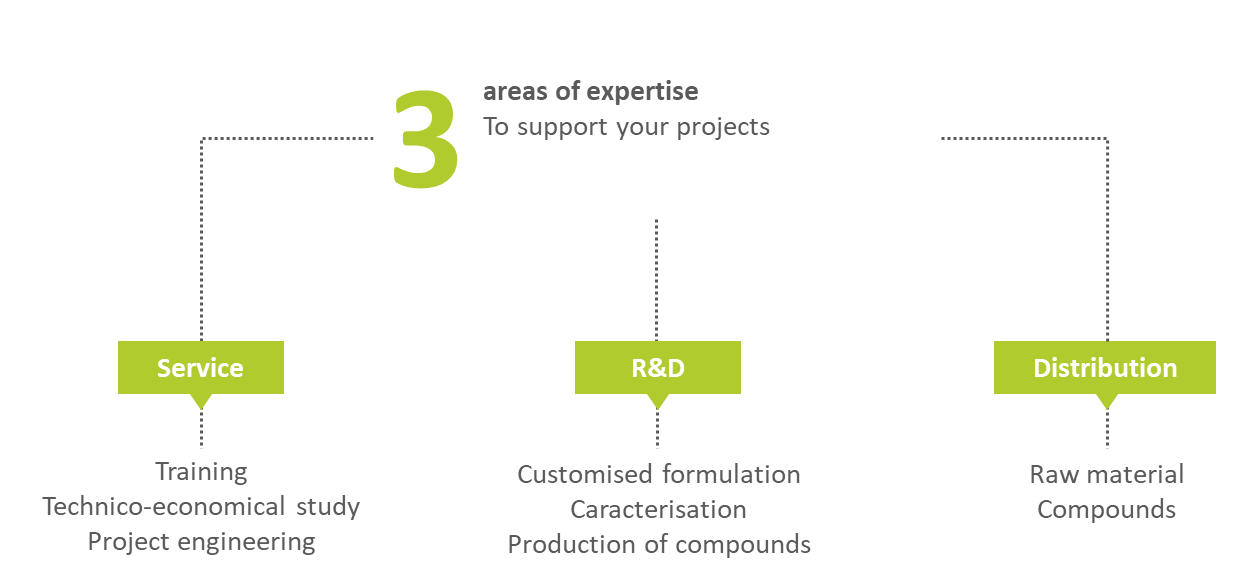 3
areas of expertise
To support your projects
Service
Training
Technico-economical study
Project engineering
R&D
Customised formulation
Caracterisation
Production of compounds
Distribution
Raw material
Compounds